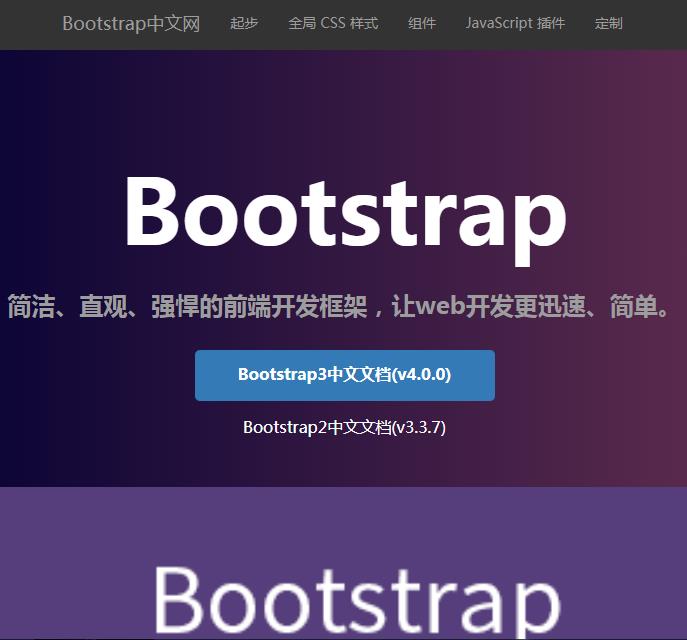 Bootstrap中文网 起步 全局 CSS 样式 组件 JavaScript 插件 定制
Bootstrap
简洁、直观、强悍的前端开发框架，让web开发更迅速、简单。
Bootstrap3中文文档(v4.0.0)
Bootstrap2中文文档(v3.3.7)
Bootstrap